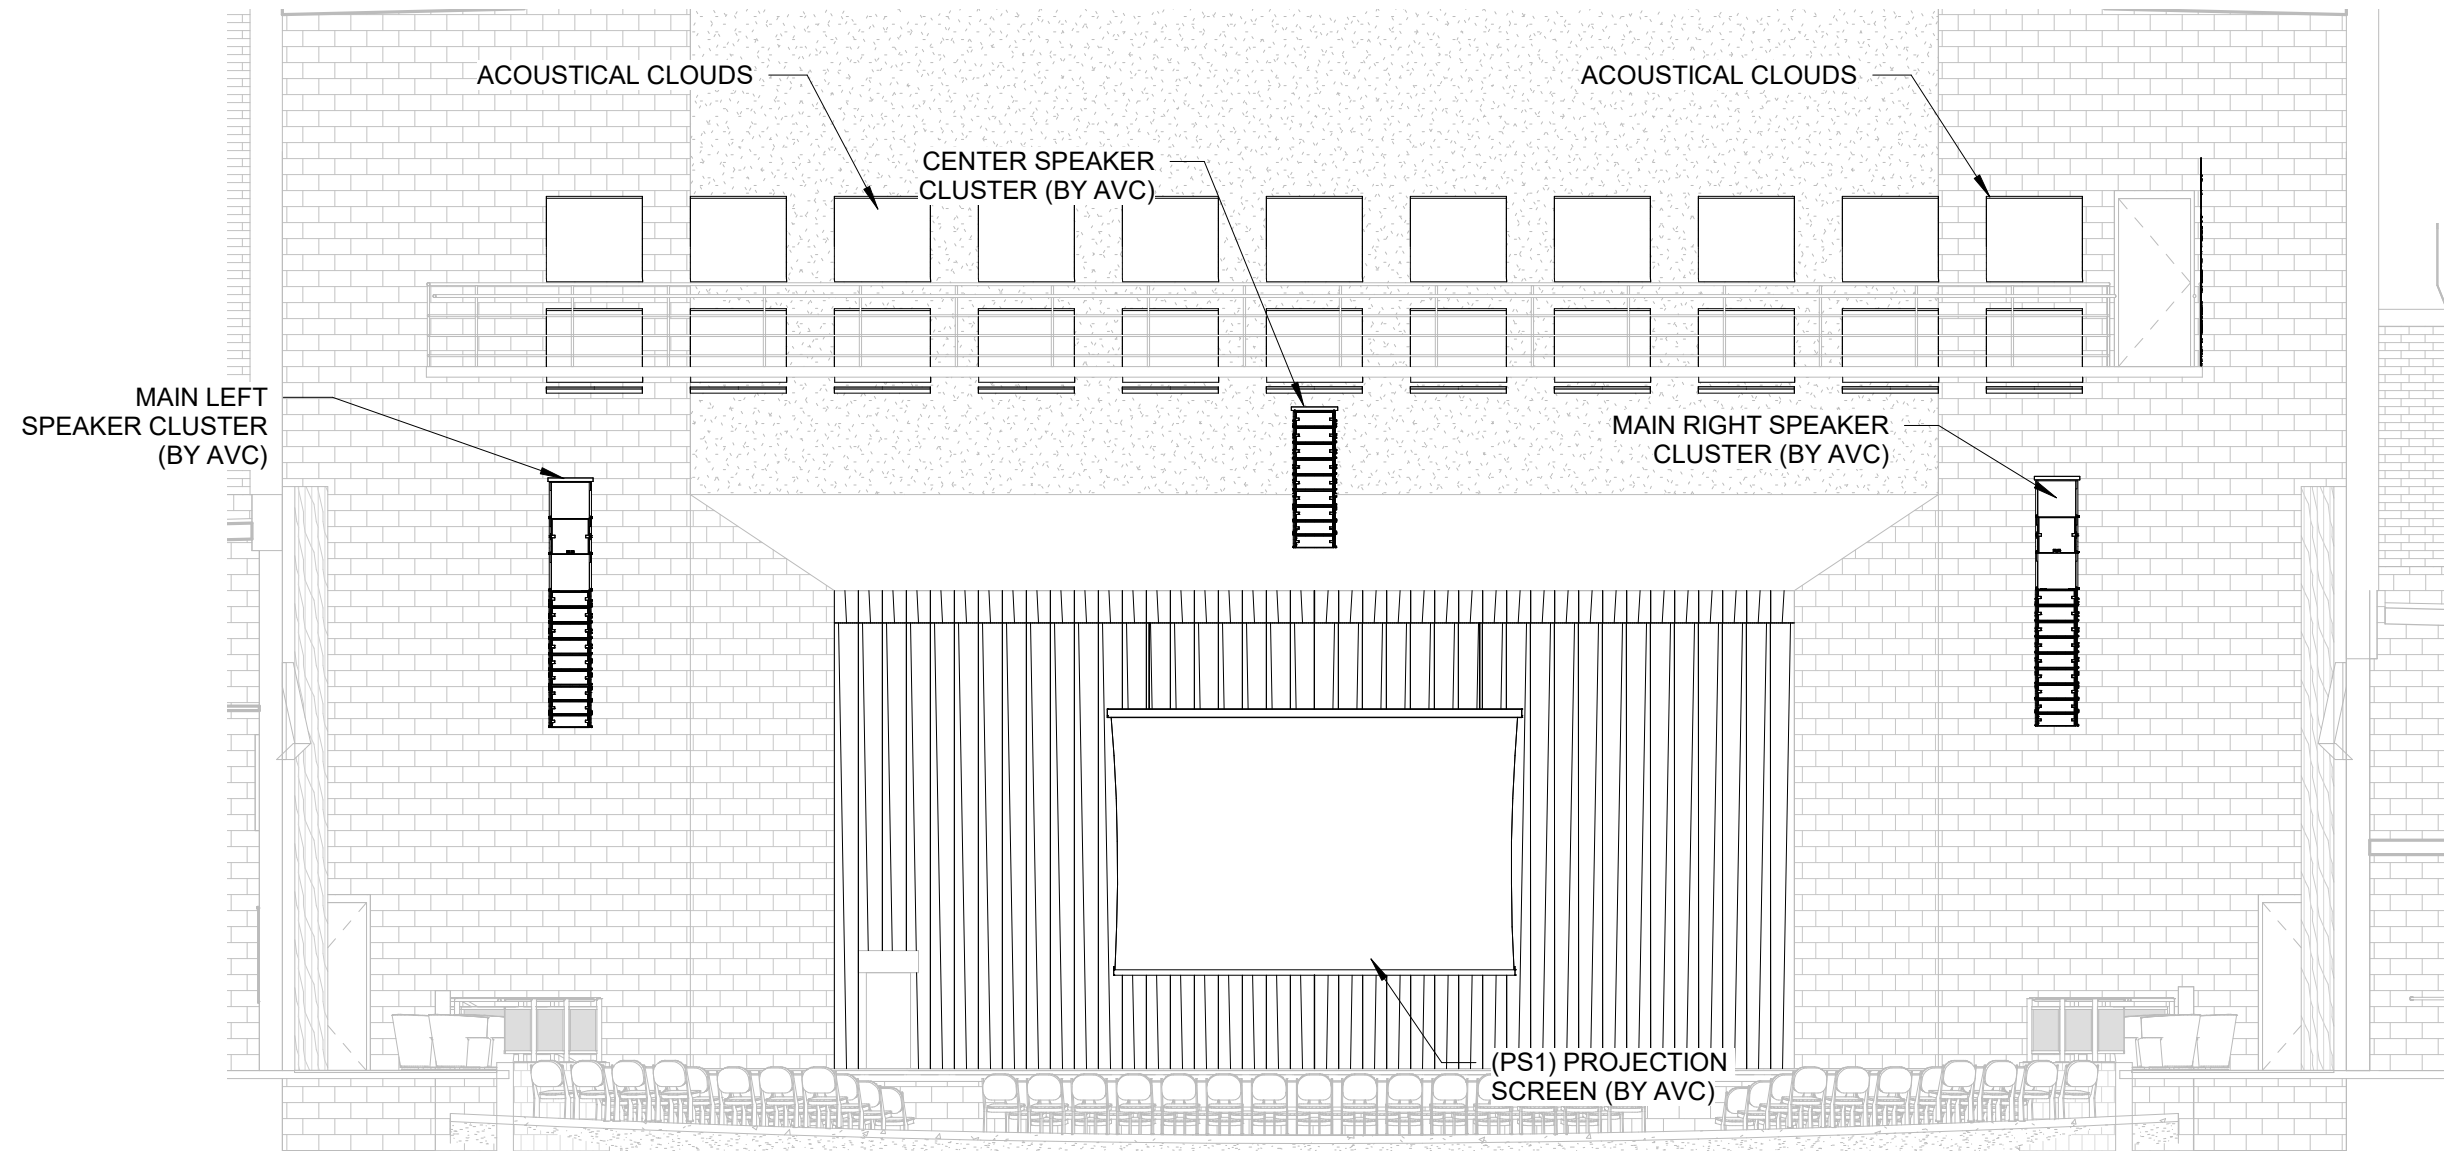 ACOUSTICAL CLOUDS
ACOUSTICAL CLOUDS
CENTER SPEAKER
CLUSTER (BY AVC)
MAIN LEFT
SPEAKER CLUSTER
(BY AVC)
MAIN RIGHT SPEAKER
CLUSTER (BY AVC)
(PS1) PROJECTION
SCREEN (BY AVC)